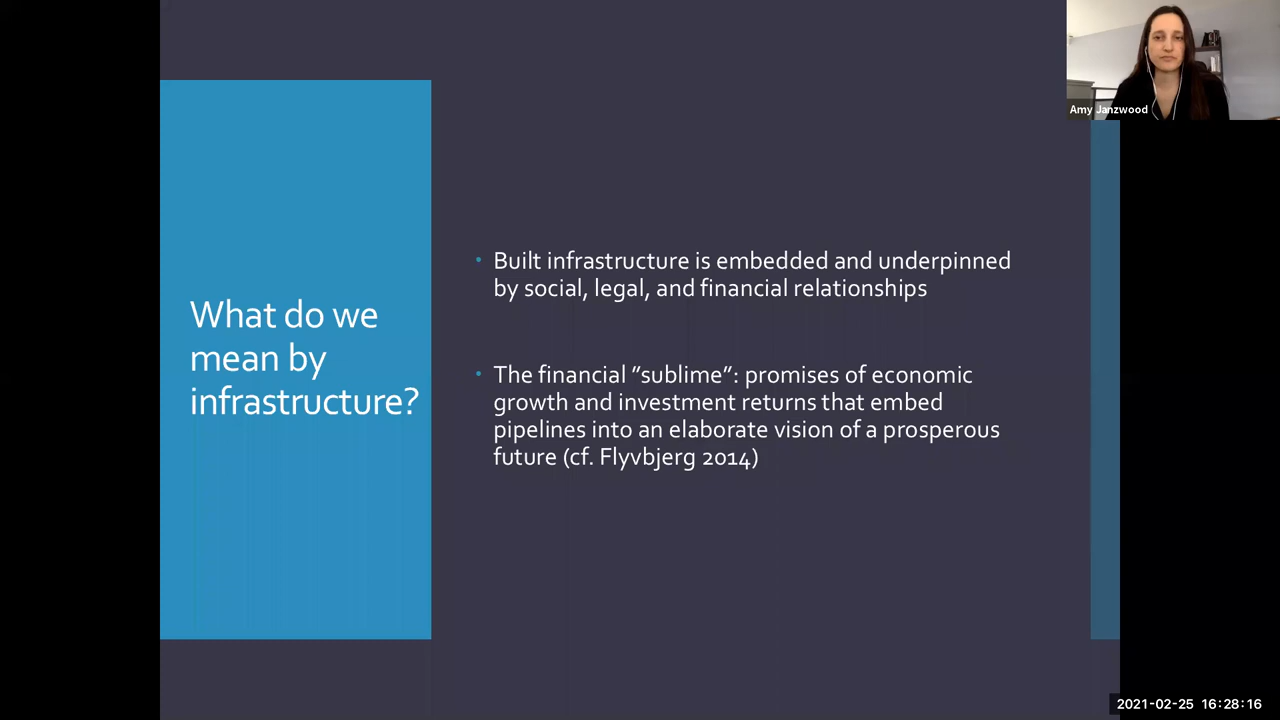 Amy Janzwood
What do we
mean by
infrastructure?
• Built infrastructure is embedded and underpinned
by social, legal, and financial relationships
• The financial ”sublime”: promises of economic
growth and investment returns that embed
pipelines into an elaborate vision of a prosperous
future (cf. Flyvbjerg 2014)
2021-02-25 16:28:16